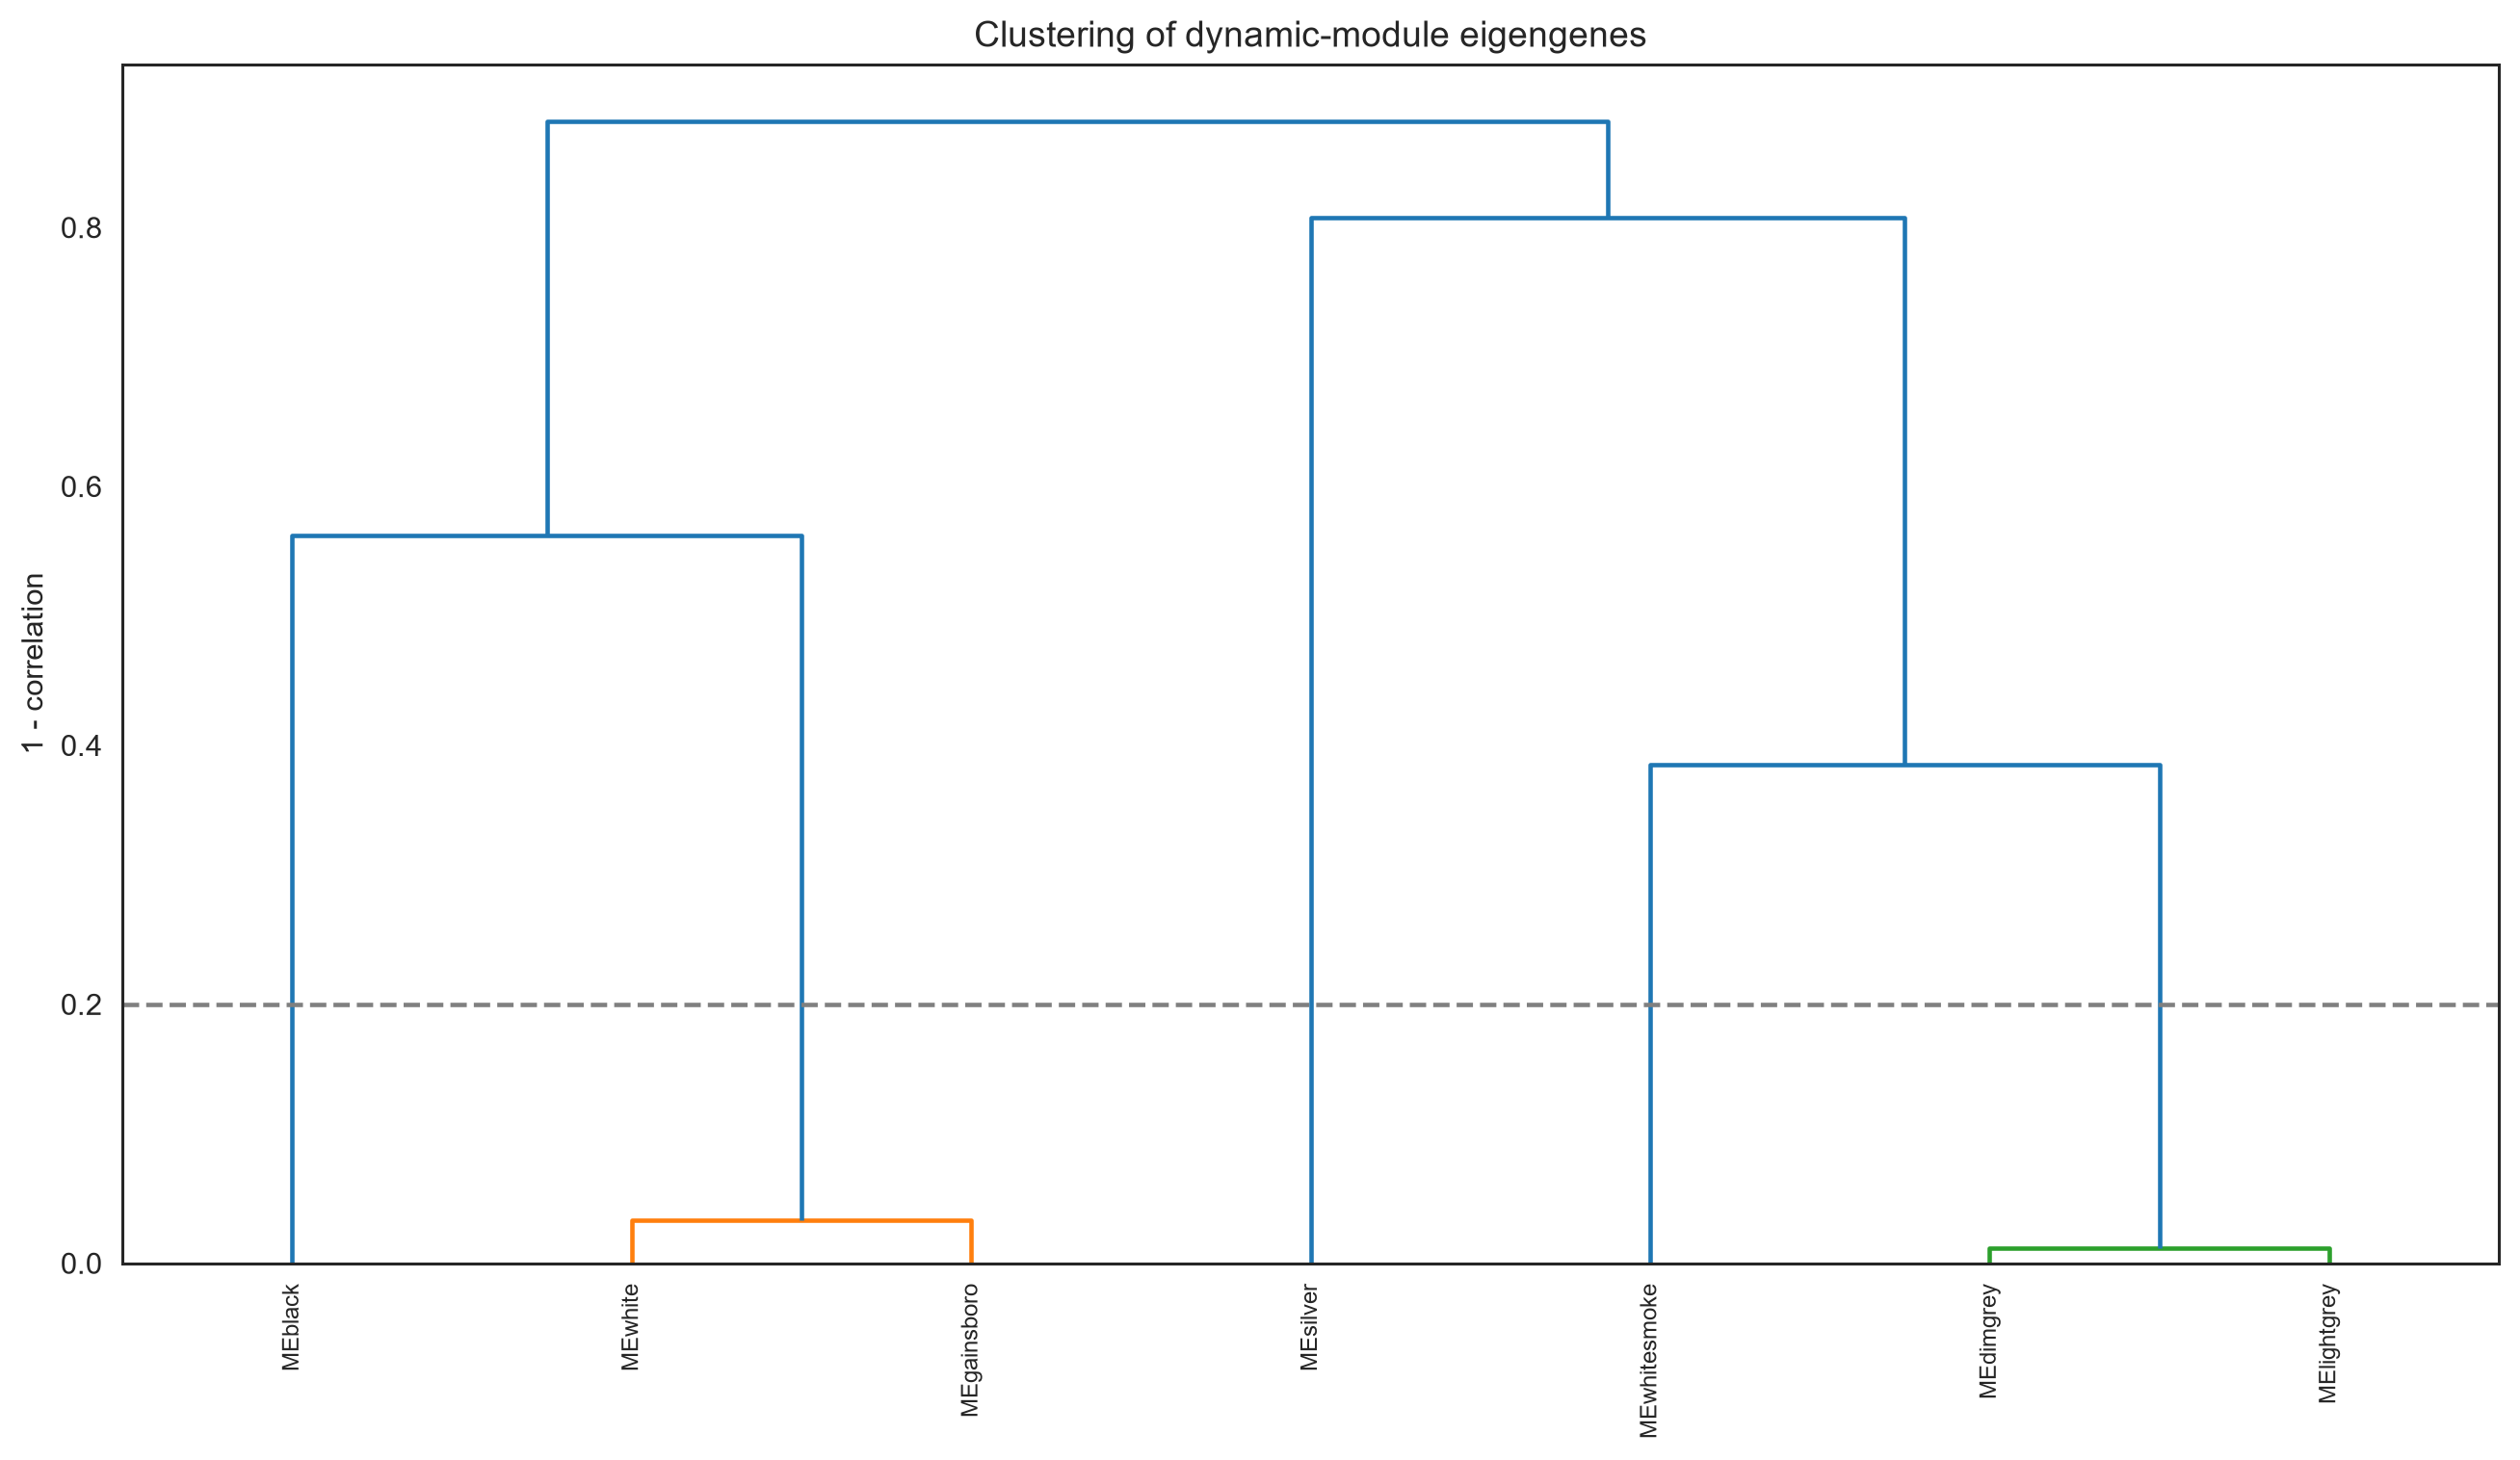 Clustering of dynamic-module eigengenes
1 - correlation
0.8
0.6
0.4
0.2
0.0
MEblack
MEwhite
MEgainsboro
MEsilver
MEwhitesmoke
MEdimgrey
MElightgrey